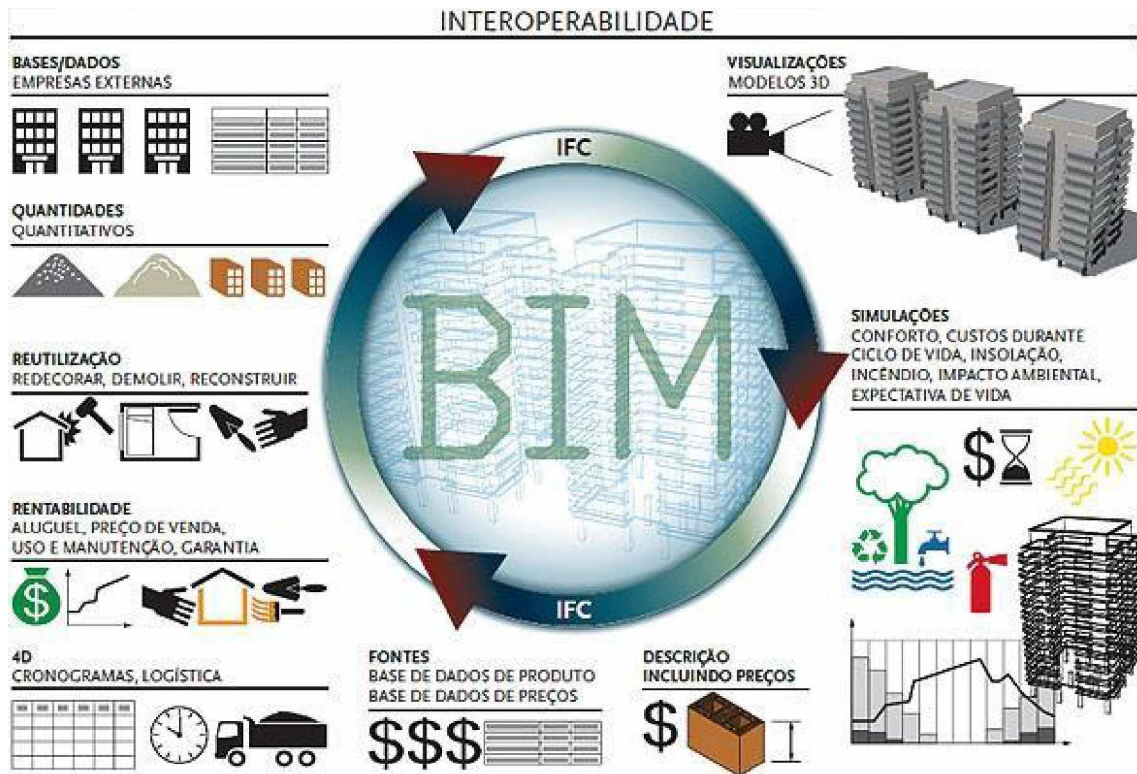 INTEROPERABILIDADE
BASES/DADOS
EMPRESAS EXTERNAS
QUANTIDADES
QUANTITATIVOS
REUTILIZAÇÃO
REDECORAR, DEMOLIR, RECONSTRUIR
RENTABILIDADE
ALUGUEL, PREÇO DE VENDA,
USO E MANUTENÇÃO, GARANTIA
$
4D
CRONOGRAMAS, LOGÍSTICA
IFC
BIM
IFC
FONTES
BASE DE DADOS DE PRODUTO
BASE DE DADOS DE PREÇOS
$$$
DESCRIÇÃO
INCLUINDO PREÇOS
$
VISUALIZAÇÕES
MODELOS 3D
SIMULAÇÕES
CONFORTO, CUSTOS DURANTE
CICLO DE VIDA, INSOLAÇÃO,
INCÊNDIO, IMPACTO AMBIENTAL,
EXPECTATIVA DE VIDA
$